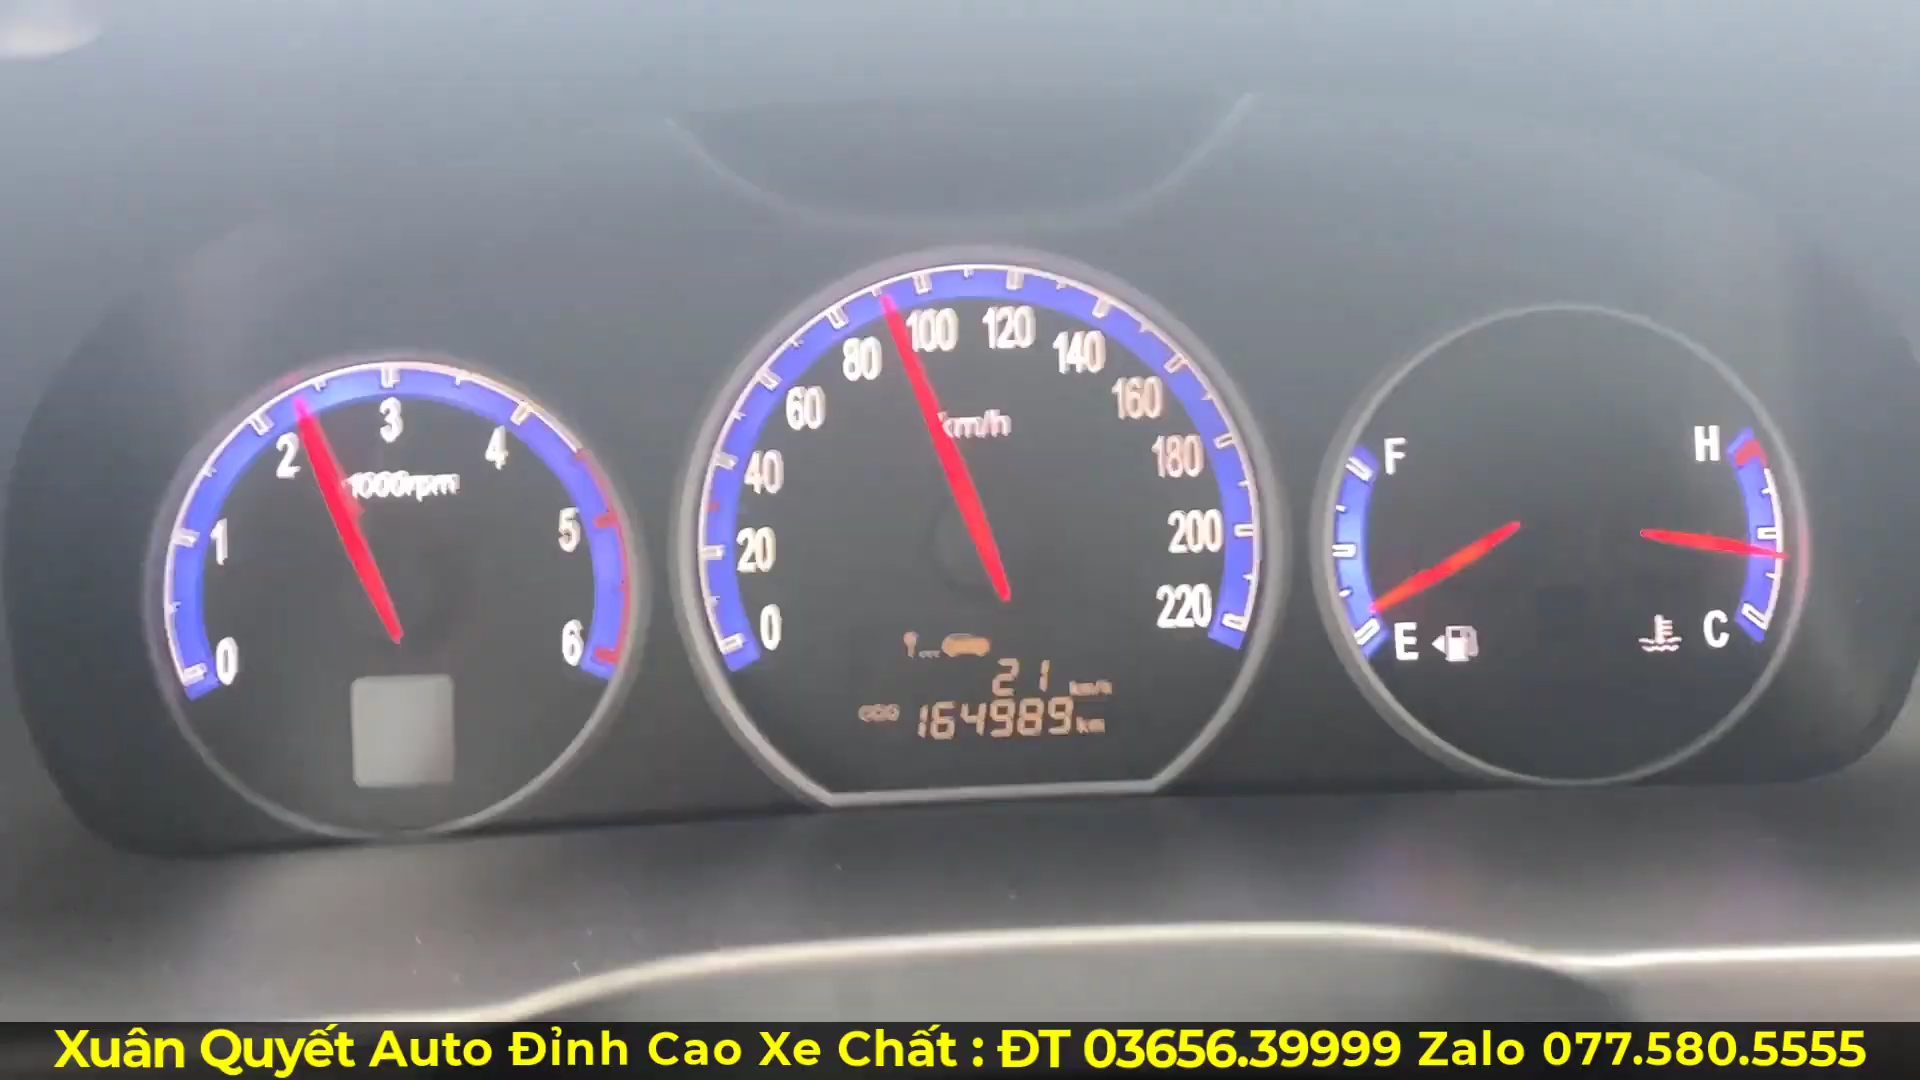 0
1
2
3
4
5
6
1000rpm
0
20
40
60
80
100
120
140
160
180
200
220
km/h
21 km/h
ODO 164989 km
F
E
H
C
Xuân Quyết Auto Đỉnh Cao Xe Chất : ĐT 03656.39999 Zalo 077.580.5555